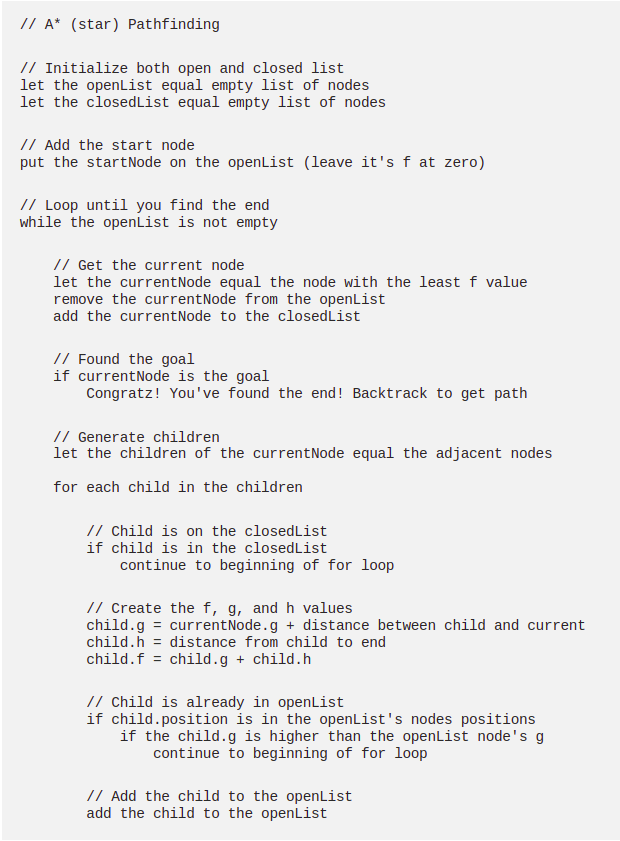 // A* (star) Pathfinding
// Initialize both open and closed list
let the openList equal empty list of nodes
let the closedList equal empty list of nodes
// Add the start node
put the startNode on the openList (leave it's f at zero)
// Loop until you find the end
while the openList is not empty
// Get the current node
let the currentNode equal the node with the least f value
remove the currentNode from the openList
add the currentNode to the closedList
// Found the goal
if currentNode is the goal
Congratz! You've found the end! Backtrack to get path
// Generate children
let the children of the currentNode equal the adjacent nodes
for each child in the children
// Child is on the closedList
if child is in the closedList
continue to beginning of for loop
// Create the f, g, and h values
child.g = currentNode.g + distance between child and current
child.h = distance from child to end
child.f = child.g + child.h
// Child is already in openList
if child.position is in the openList's nodes positions
if the child.g is higher than the openList node's g
continue to beginning of for loop
// Add the child to the openList
add the child to the openList